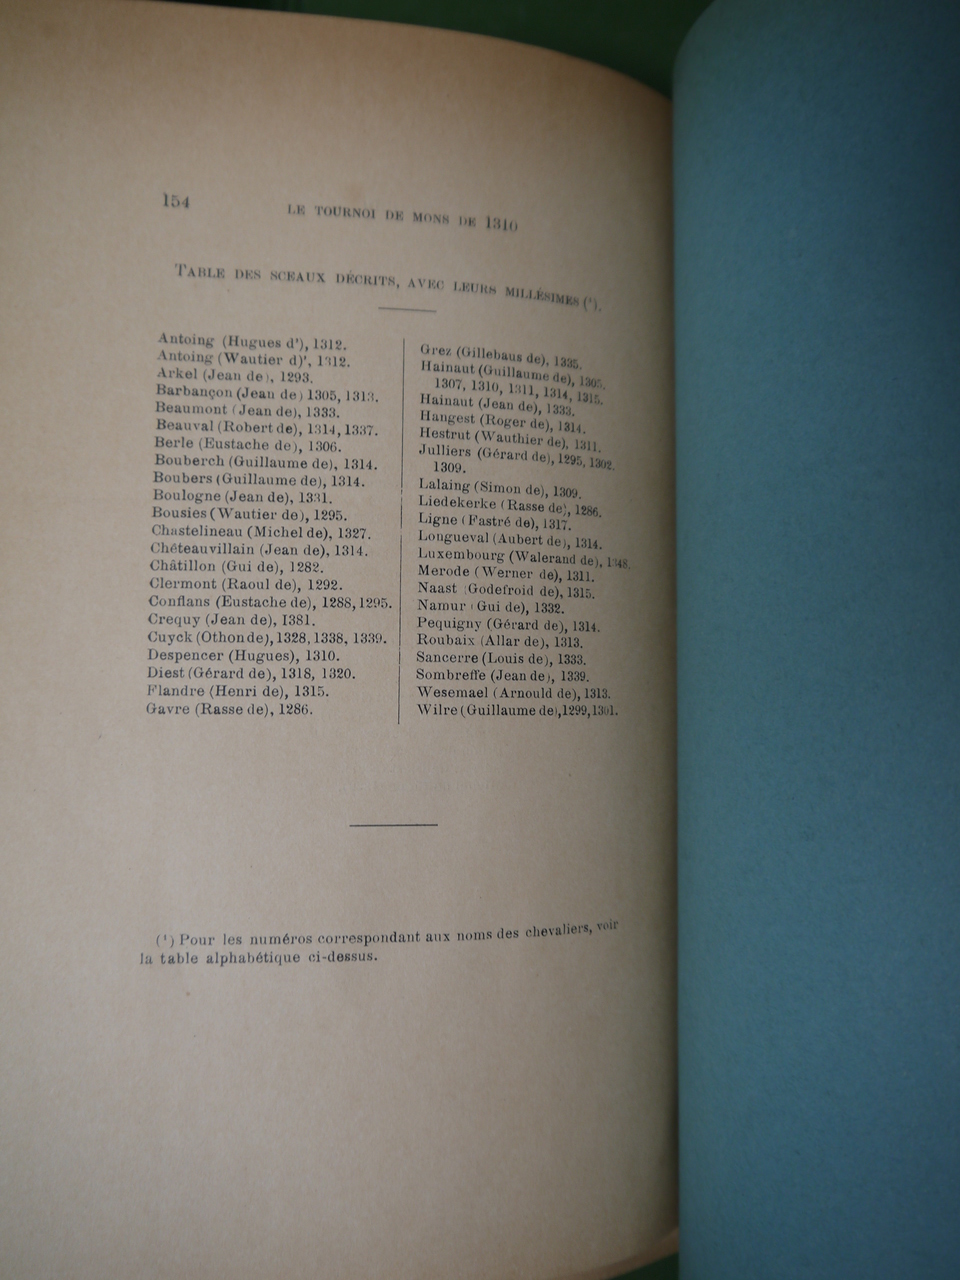 154
LE TOURNOI DE MONS DE 1310
TABLE DES SCEAUX DÉCRITS, AVEC LEURS MILLÉSIMES (¹).
Antoing (Hugues d'), 1312.
Antoing (Wautier d)', 1312.
Arkel (Jean de), 1293.
Barbançon (Jean de) 1305, 1313.
Beaumont (Jean de), 1333.
Beauval (Robert de), 1314, 1337.
Berle (Eustache de), 1306.
Bouberch (Guillaume de), 1314.
Boubers (Guillaume de), 1314.
Boulogne (Jean de), 1331.
Bousies (Wautier de), 1295.
Chastelineau (Michel de), 1327.
Châteauvillain (Jean de), 1314.
Châtillon (Gui de), 1282.
Clermont (Raoul de), 1292.
Conflans (Eustache de), 1288, 1295.
Crequy (Jean de), 1381.
Cuyck (Othon de), 1328, 1338, 1339.
Despencer (Hugues), 1310.
Diest (Gérard de), 1318, 1320.
Flandre (Henri de), 1315.
Gavre (Rasse de), 1286.
Grez (Gillebaus de), 1335.
Hainaut (Guillaume de), 1305,
1307, 1310, 1311, 1314, 1315.
Hainaut (Jean de), 1333.
Hangest (Roger de), 1314.
Hestrut (Wauthier de), 1311.
Julliers (Gérard de), 1295, 1302,
1309.
Lalaing (Simon de), 1309.
Liedekerke (Rasse de), 1286.
Ligne (Fastré de), 1317.
Longueval (Aubert de), 1314.
Luxembourg (Walerand de), 1348.
Merode (Werner de), 1311.
Naast (Godefroid de), 1315.
Namur (Gui de), 1332.
Pequigny (Gérard de), 1314.
Roubaix (Allar de), 1313.
Sancerre (Louis de), 1333.
Sombreffe (Jean de), 1339.
Wesemael (Arnould de), 1313.
Wilre (Guillaume de), 1299, 1301.
(¹) Pour les numéros correspondant aux noms des chevaliers, voir
la table alphabétique ci-dessus.